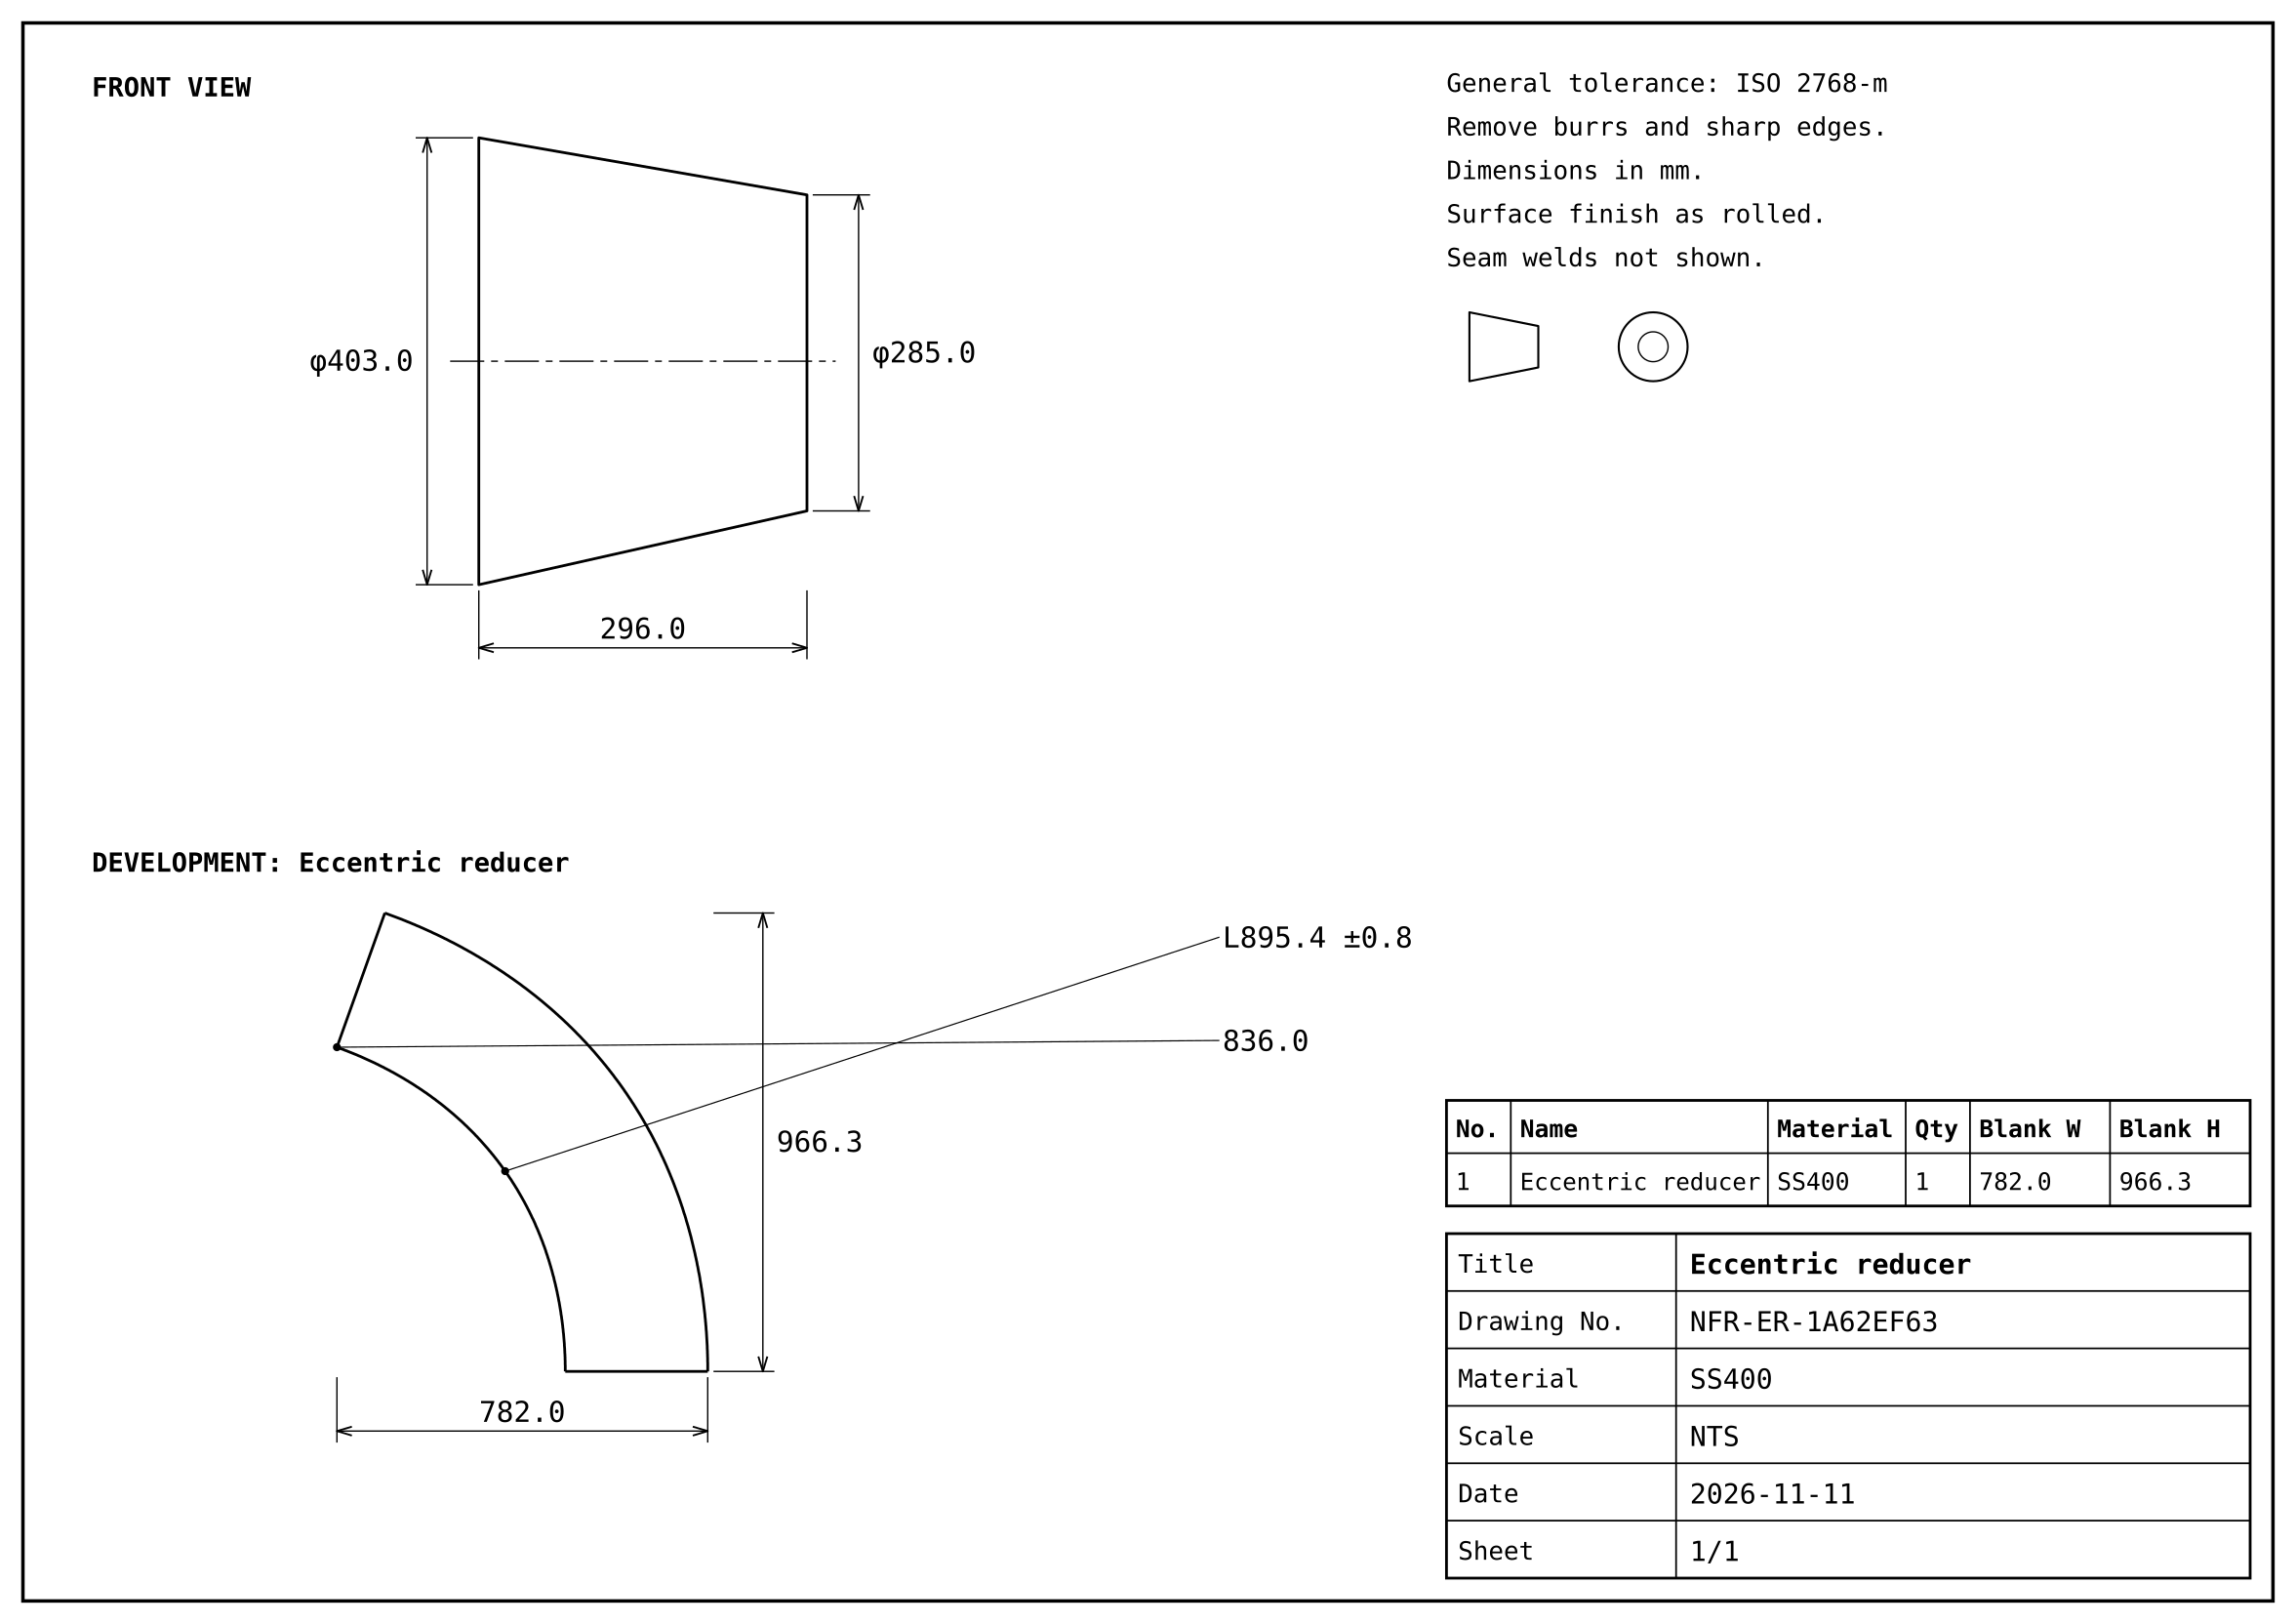 FRONT VIEW
General tolerance: ISO 2768-m
Remove burrs and sharp edges.
Dimensions in mm.
Surface finish as rolled.
Seam welds not shown.
φ403.0
φ285.0
296.0
DEVELOPMENT: Eccentric reducer
L895.4 ±0.8
836.0
966.3
782.0
No. Name Material Qty Blank W Blank H
1 Eccentric reducer SS400 1 782.0 966.3
Title Eccentric reducer
Drawing No. NFR-ER-1A62EF63
Material SS400
Scale NTS
Date 2026-11-11
Sheet 1/1